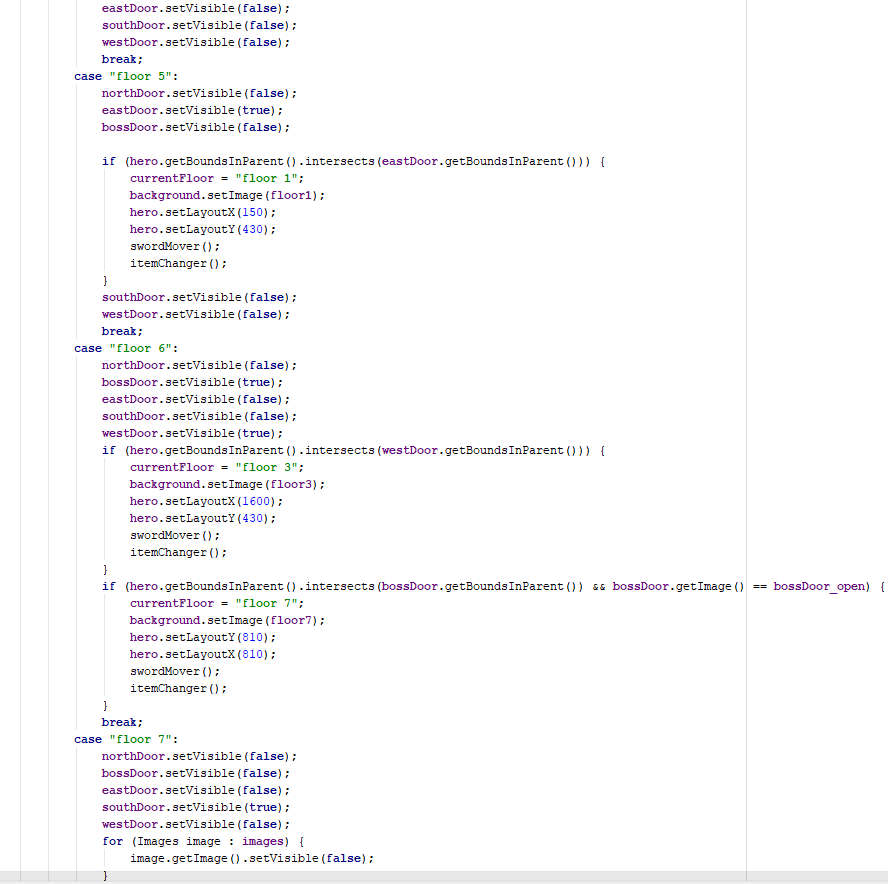 eastDoor.setVisible(false);
southDoor.setVisible(false);
westDoor.setVisible(false);
break;
case "floor 5":
northDoor.setVisible(false);
eastDoor.setVisible(true);
bossDoor.setVisible(false);
if (hero.getBoundsInParent().intersects(eastDoor.getBoundsInParent())) {
currentFloor = "floor 1";
background.setImage(floor1);
hero.setLayoutX(150);
hero.setLayoutY(430);
swordMover();
itemChanger();
}
southDoor.setVisible(false);
westDoor.setVisible(false);
break;
case "floor 6":
northDoor.setVisible(false);
bossDoor.setVisible(true);
eastDoor.setVisible(false);
southDoor.setVisible(false);
westDoor.setVisible(true);
if (hero.getBoundsInParent().intersects(westDoor.getBoundsInParent())) {
currentFloor = "floor 3";
background.setImage(floor3);
hero.setLayoutX(1600);
hero.setLayoutY(430);
swordMover();
itemChanger();
}
if (hero.getBoundsInParent().intersects(bossDoor.getBoundsInParent()) && bossDoor.getImage() == bossDoor_open) {
currentFloor = "floor 7";
background.setImage(floor7);
hero.setLayoutY(810);
hero.setLayoutX(810);
swordMover();
itemChanger();
}
break;
case "floor 7":
northDoor.setVisible(false);
bossDoor.setVisible(false);
eastDoor.setVisible(false);
southDoor.setVisible(true);
westDoor.setVisible(false);
for (Images image : images) {
image.getImage().setVisible(false);
}